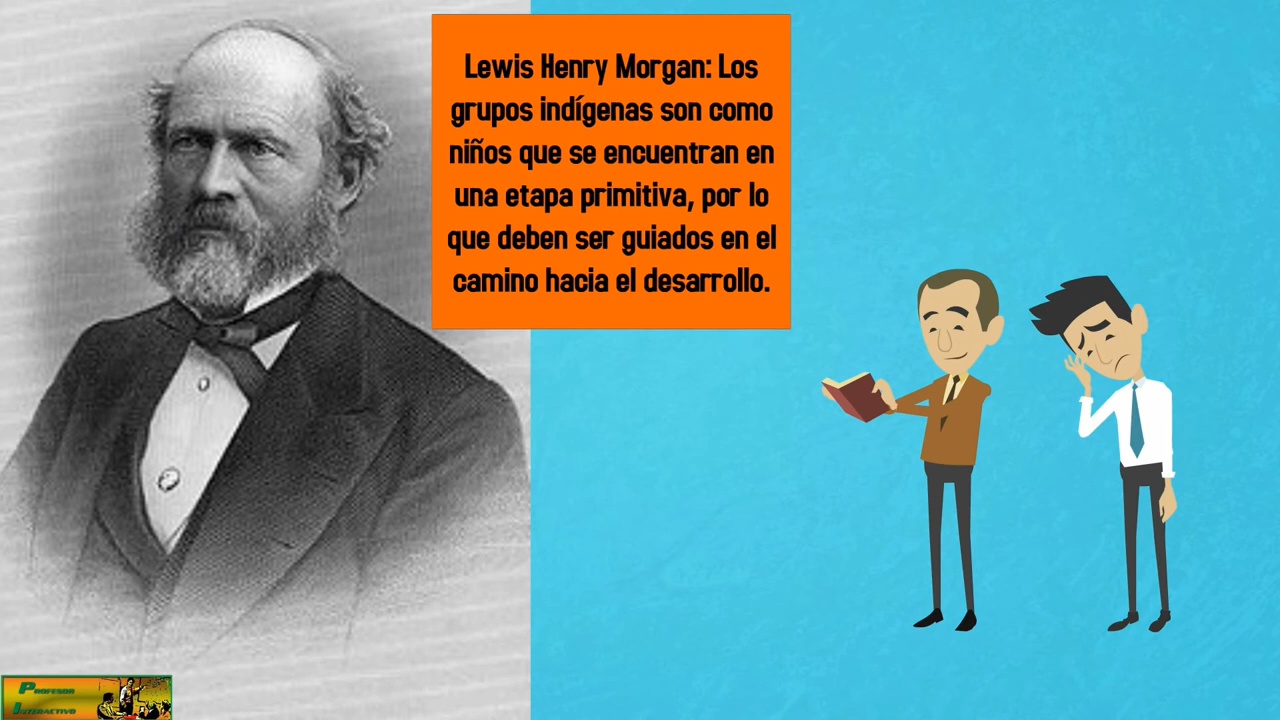 Lewis Henry Morgan: Los
grupos indígenas son como
niños que se encuentran en
una etapa primitiva, por lo
que deben ser guiados en el
camino hacia el desarrollo.
Profesor
Interactivo